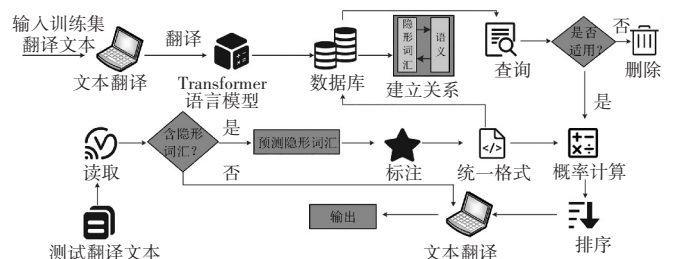 输入训练集
翻译文本
翻译
文本翻译
Transformer
语言模型
数据库
隐形词汇
语义
建立关系
查询
是否
适用?
否
删除
是
读取
含隐形
词汇?
是
否
预测隐形词汇
标注
</>
统一格式
概率计算
测试翻译文本
输出
文本翻译
排序